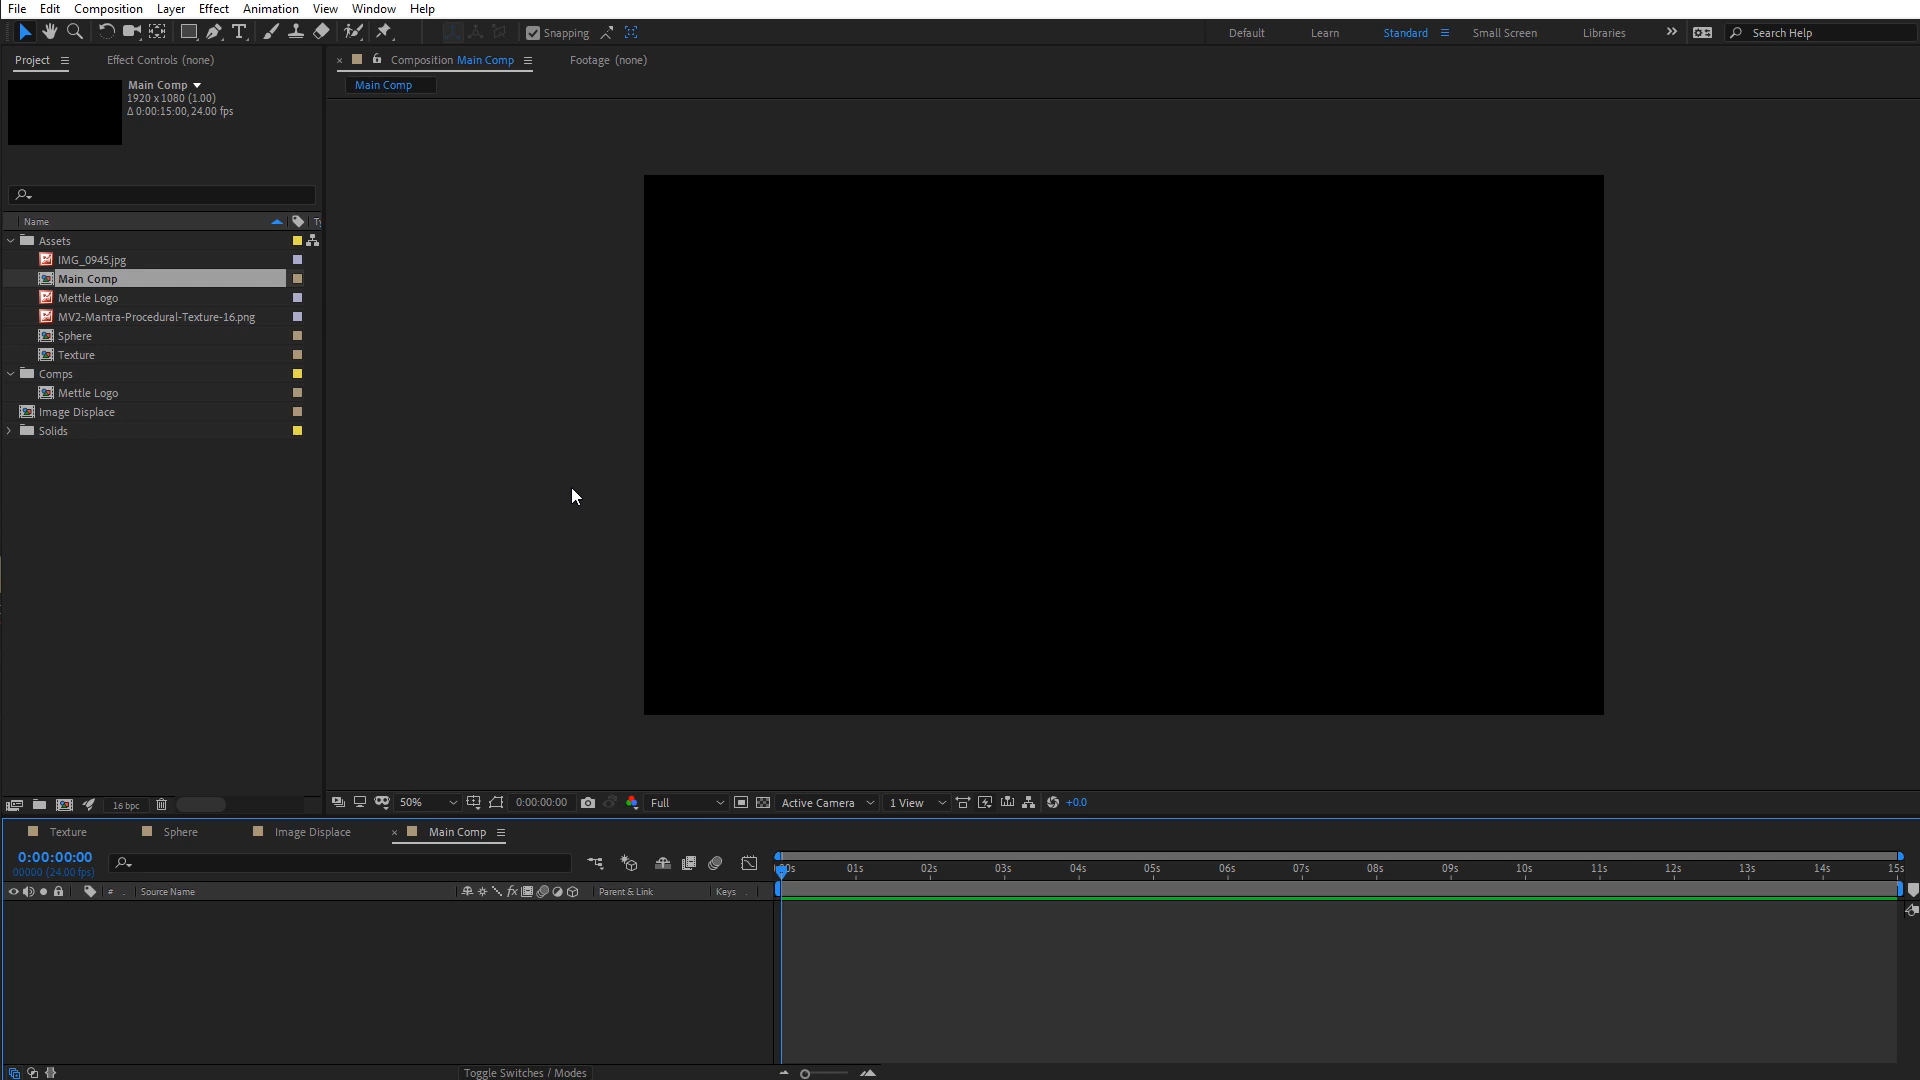 File Edit Composition Layer Effect Animation View Window Help
Snapping Default Learn Standard Small Screen Libraries Search Help
Project Effect Controls (none) Composition Main Comp Footage (none)
Main Comp
1920 x 1080 (1.00)
Δ 0:00:15:00, 24.00 fps
Main Comp
Name
Assets
IMG_0945.jpg
Main Comp
Mettle Logo
MV2-Mantra-Procedural-Texture-16.png
Sphere
Texture
Comps
Mettle Logo
Image Displace
Solids
16 bpc
50% 0:00:00:00 Full Active Camera 1 View +0.0
Texture Sphere Image Displace Main Comp
0:00:00:00
00000 (24.00 fps)
01s 02s 03s 04s 05s 06s 07s 08s 09s 10s 11s 12s 13s 14s 15s
# Source Name Parent & Link Keys
Toggle Switches / Modes